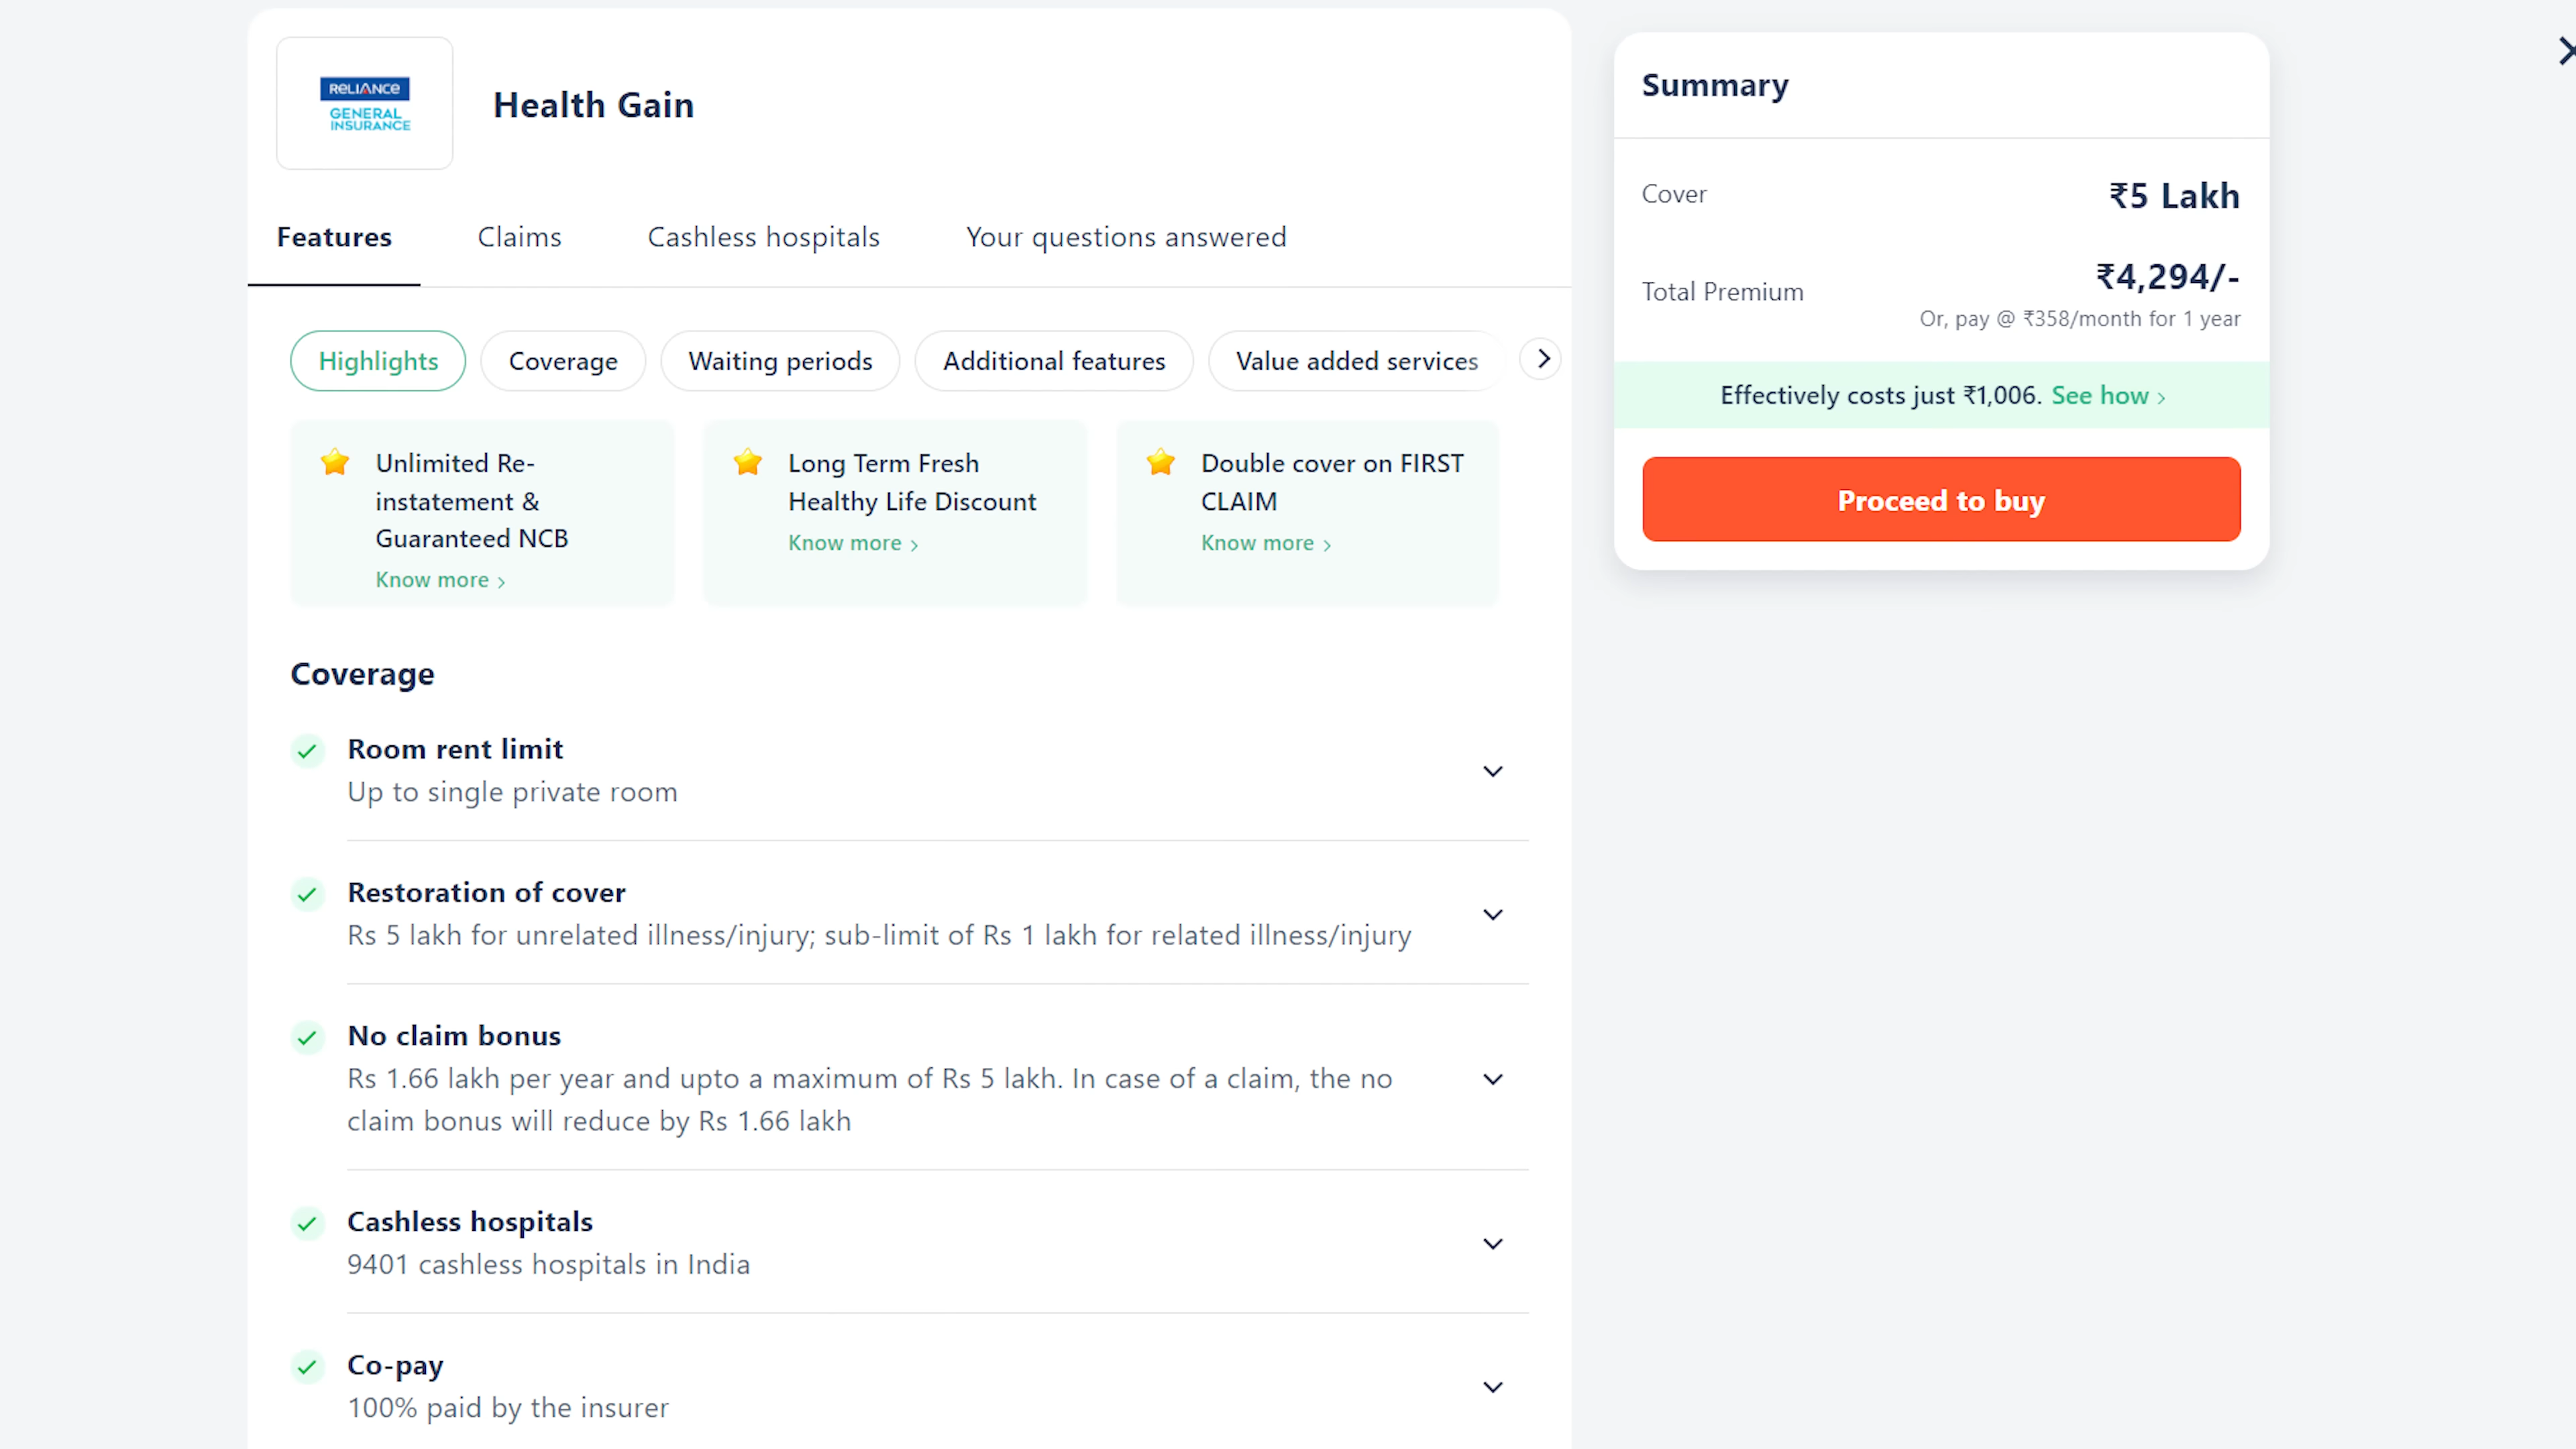 RELIANCE
GENERAL
INSURANCE
Health Gain
Features
Claims
Cashless hospitals
Your questions answered
Highlights
Coverage
Waiting periods
Additional features
Value added services
Unlimited Re-
instatement &
Guaranteed NCB
Know more
Long Term Fresh
Healthy Life Discount
Know more
Double cover on FIRST
CLAIM
Know more
Coverage
Room rent limit
Up to single private room
Restoration of cover
Rs 5 lakh for unrelated illness/injury; sub-limit of Rs 1 lakh for related illness/injury
No claim bonus
Rs 1.66 lakh per year and upto a maximum of Rs 5 lakh. In case of a claim, the no
claim bonus will reduce by Rs 1.66 lakh
Cashless hospitals
9401 cashless hospitals in India
Co-pay
100% paid by the insurer
Summary
Cover
₹5 Lakh
Total Premium
₹4,294/-
Or, pay @ ₹358/month for 1 year
Effectively costs just ₹1,006. See how
Proceed to buy